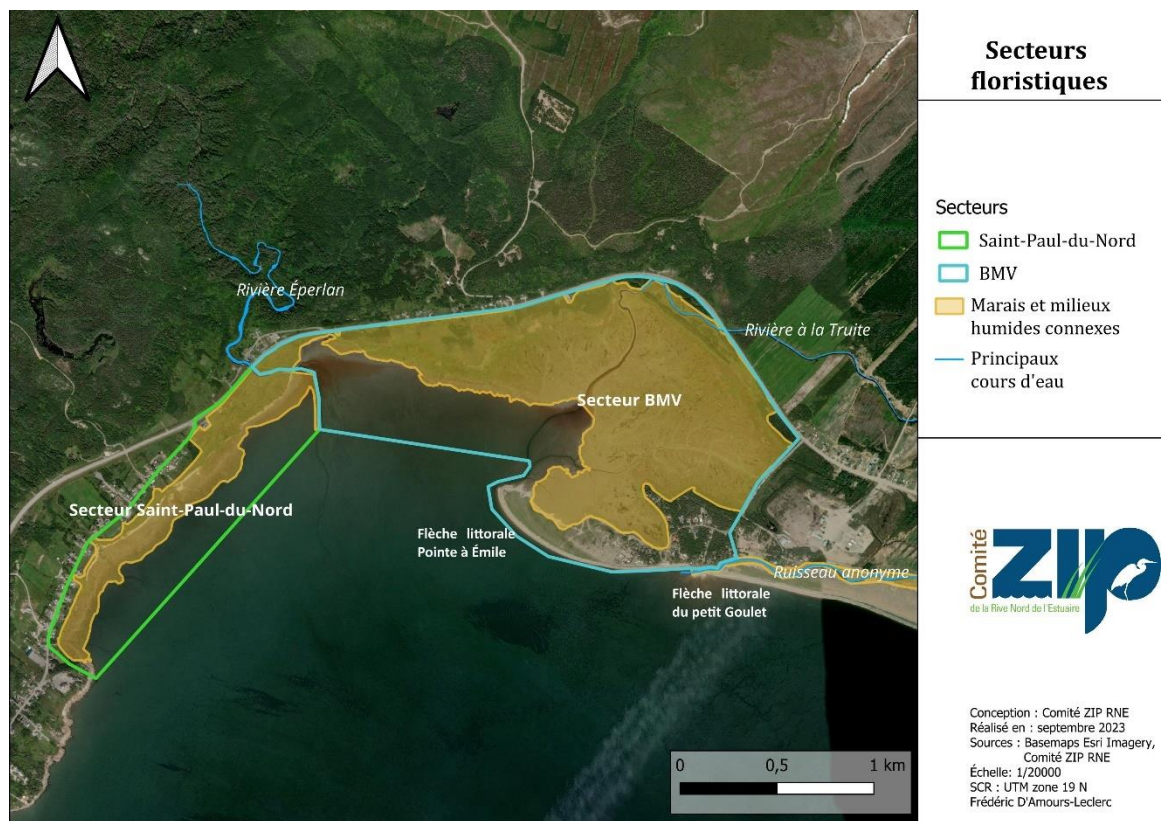 Secteurs
floristiques
Secteurs
Saint-Paul-du-Nord
BMV
Marais et milieux
humides connexes
Principaux
cours d'eau
Rivière Éperlan
Rivière à la Truite
Secteur BMV
Secteur Saint-Paul-du-Nord
Flèche littorale
Pointe à Émile
Ruisseau anonyme
Flèche littorale
du petit Goulet
0 0,5 1 km
Comité
ZIP
de la Rive Nord de l'Estuaire
Conception : Comité ZIP RNE
Réalisé en : septembre 2023
Sources : Basemaps Esri Imagery,
Comité ZIP RNE
Échelle: 1/20000
SCR : UTM zone 19 N
Frédéric D'Amours-Leclerc